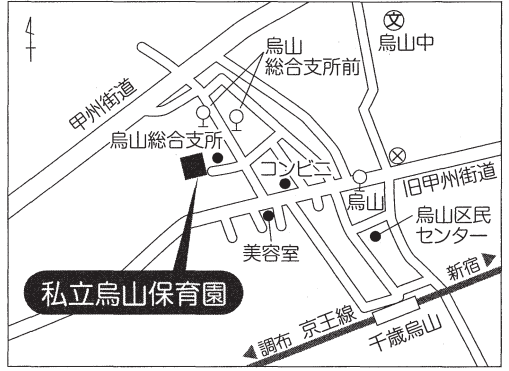 文
烏山中
烏山
総合支所前
甲州街道
烏山総合支所
コンビニ
旧甲州街道
烏山
烏山区民
センター
美容室
私立烏山保育園
新宿
京王線
調布
千歳烏山